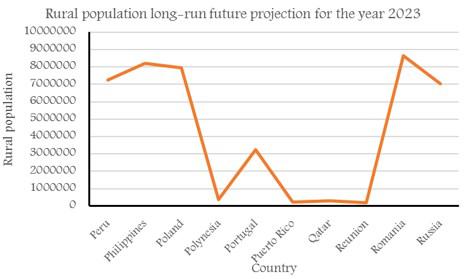 Rural population long-run future projection for the year 2023
Rural population
10000000
9000000
8000000
7000000
6000000
5000000
4000000
3000000
2000000
1000000
0
Peru
Philippines
Poland
Polynesia
Portugal
Puerto Rico
Qatar
Reunion
Romania
Russia
Country